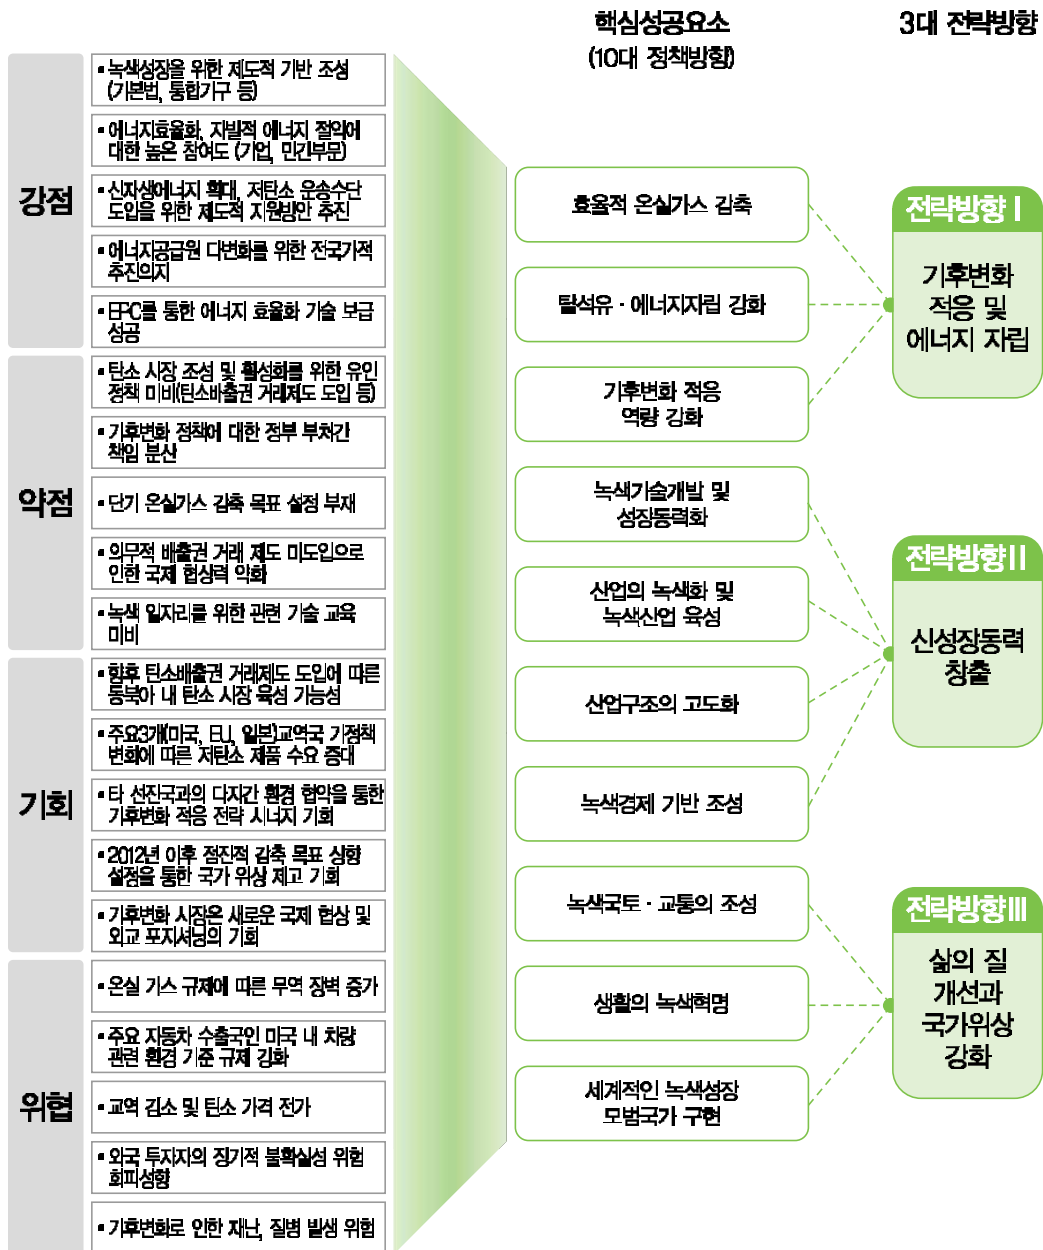 핵심성공요소
(10대 정책방향)
3대 전략방향
강점
▪ 녹색성장을 위한 제도적 기반 조성
(기본법, 통합기구 등)
▪ 에너지효율화, 자발적 에너지 절약에
대한 높은 참여도 (기업, 민간부문)
▪ 신재생에너지 확대, 저탄소 운송수단
도입을 위한 제도적 지원방안 추진
▪ 에너지공급원 다변화를 위한 전국가적
추진의지
▪ EPC를 통한 에너지 효율화 기술 보급
성공
약점
▪ 탄소 시장 조성 및 활성화를 위한 유인
정책 미비(탄소배출권 거래제도 도입 등)
▪ 기후변화 정책에 대한 정부 부처간
책임 분산
▪ 단기 온실가스 감축 목표 설정 부재
▪ 의무적 배출권 거래 제도 미도입으로
인한 국제 협상력 약화
▪ 녹색 일자리를 위한 관련 기술 교육
미비
기회
▪ 향후 탄소배출권 거래제도 도입에 따른
동북아 내 탄소 시장 육성 가능성
▪ 주요3개(미국, EU, 일본)교역국 기정책
변화에 따른 저탄소 제품 수요 증대
▪ 타 선진국과의 다자간 환경 협약을 통한
기후변화 적응 전략 시너지 기회
▪ 2012년 이후 점진적 감축 목표 상향
설정을 통한 국가 위상 제고 기회
▪ 기후변화 시장은 새로운 국제 협상 및
외교 포지셔닝의 기회
위협
▪ 온실 가스 규제에 따른 무역 장벽 증가
▪ 주요 자동차 수출국인 미국 내 차량
관련 환경 기준 규제 강화
▪ 교역 감소 및 탄소 가격 전가
▪ 외국 투자자의 장기적 불확실성 위험
회피성향
▪ 기후변화로 인한 재난, 질병 발생 위험
효율적 온실가스 감축
탈석유 · 에너지자립 강화
기후변화 적응
역량 강화
녹색기술개발 및
성장동력화
산업의 녹색화 및
녹색산업 육성
산업구조의 고도화
녹색경제 기반 조성
녹색국토 · 교통의 조성
생활의 녹색혁명
세계적인 녹색성장
모범국가 구현
전략방향 Ⅰ
기후변화
적응 및
에너지 자립
전략방향 Ⅱ
신성장동력
창출
전략방향 Ⅲ
삶의 질
개선과
국가위상
강화